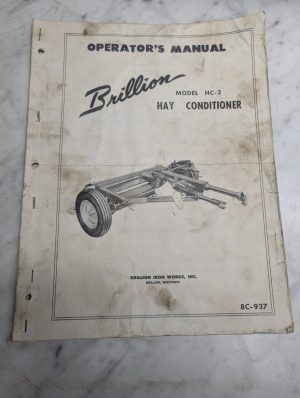 OPERATOR'S MANUAL
Brillion
MODEL HC-2
HAY CONDITIONER
BRILLION IRON WORKS, INC.
BRILLION, WISCONSIN
BC-937